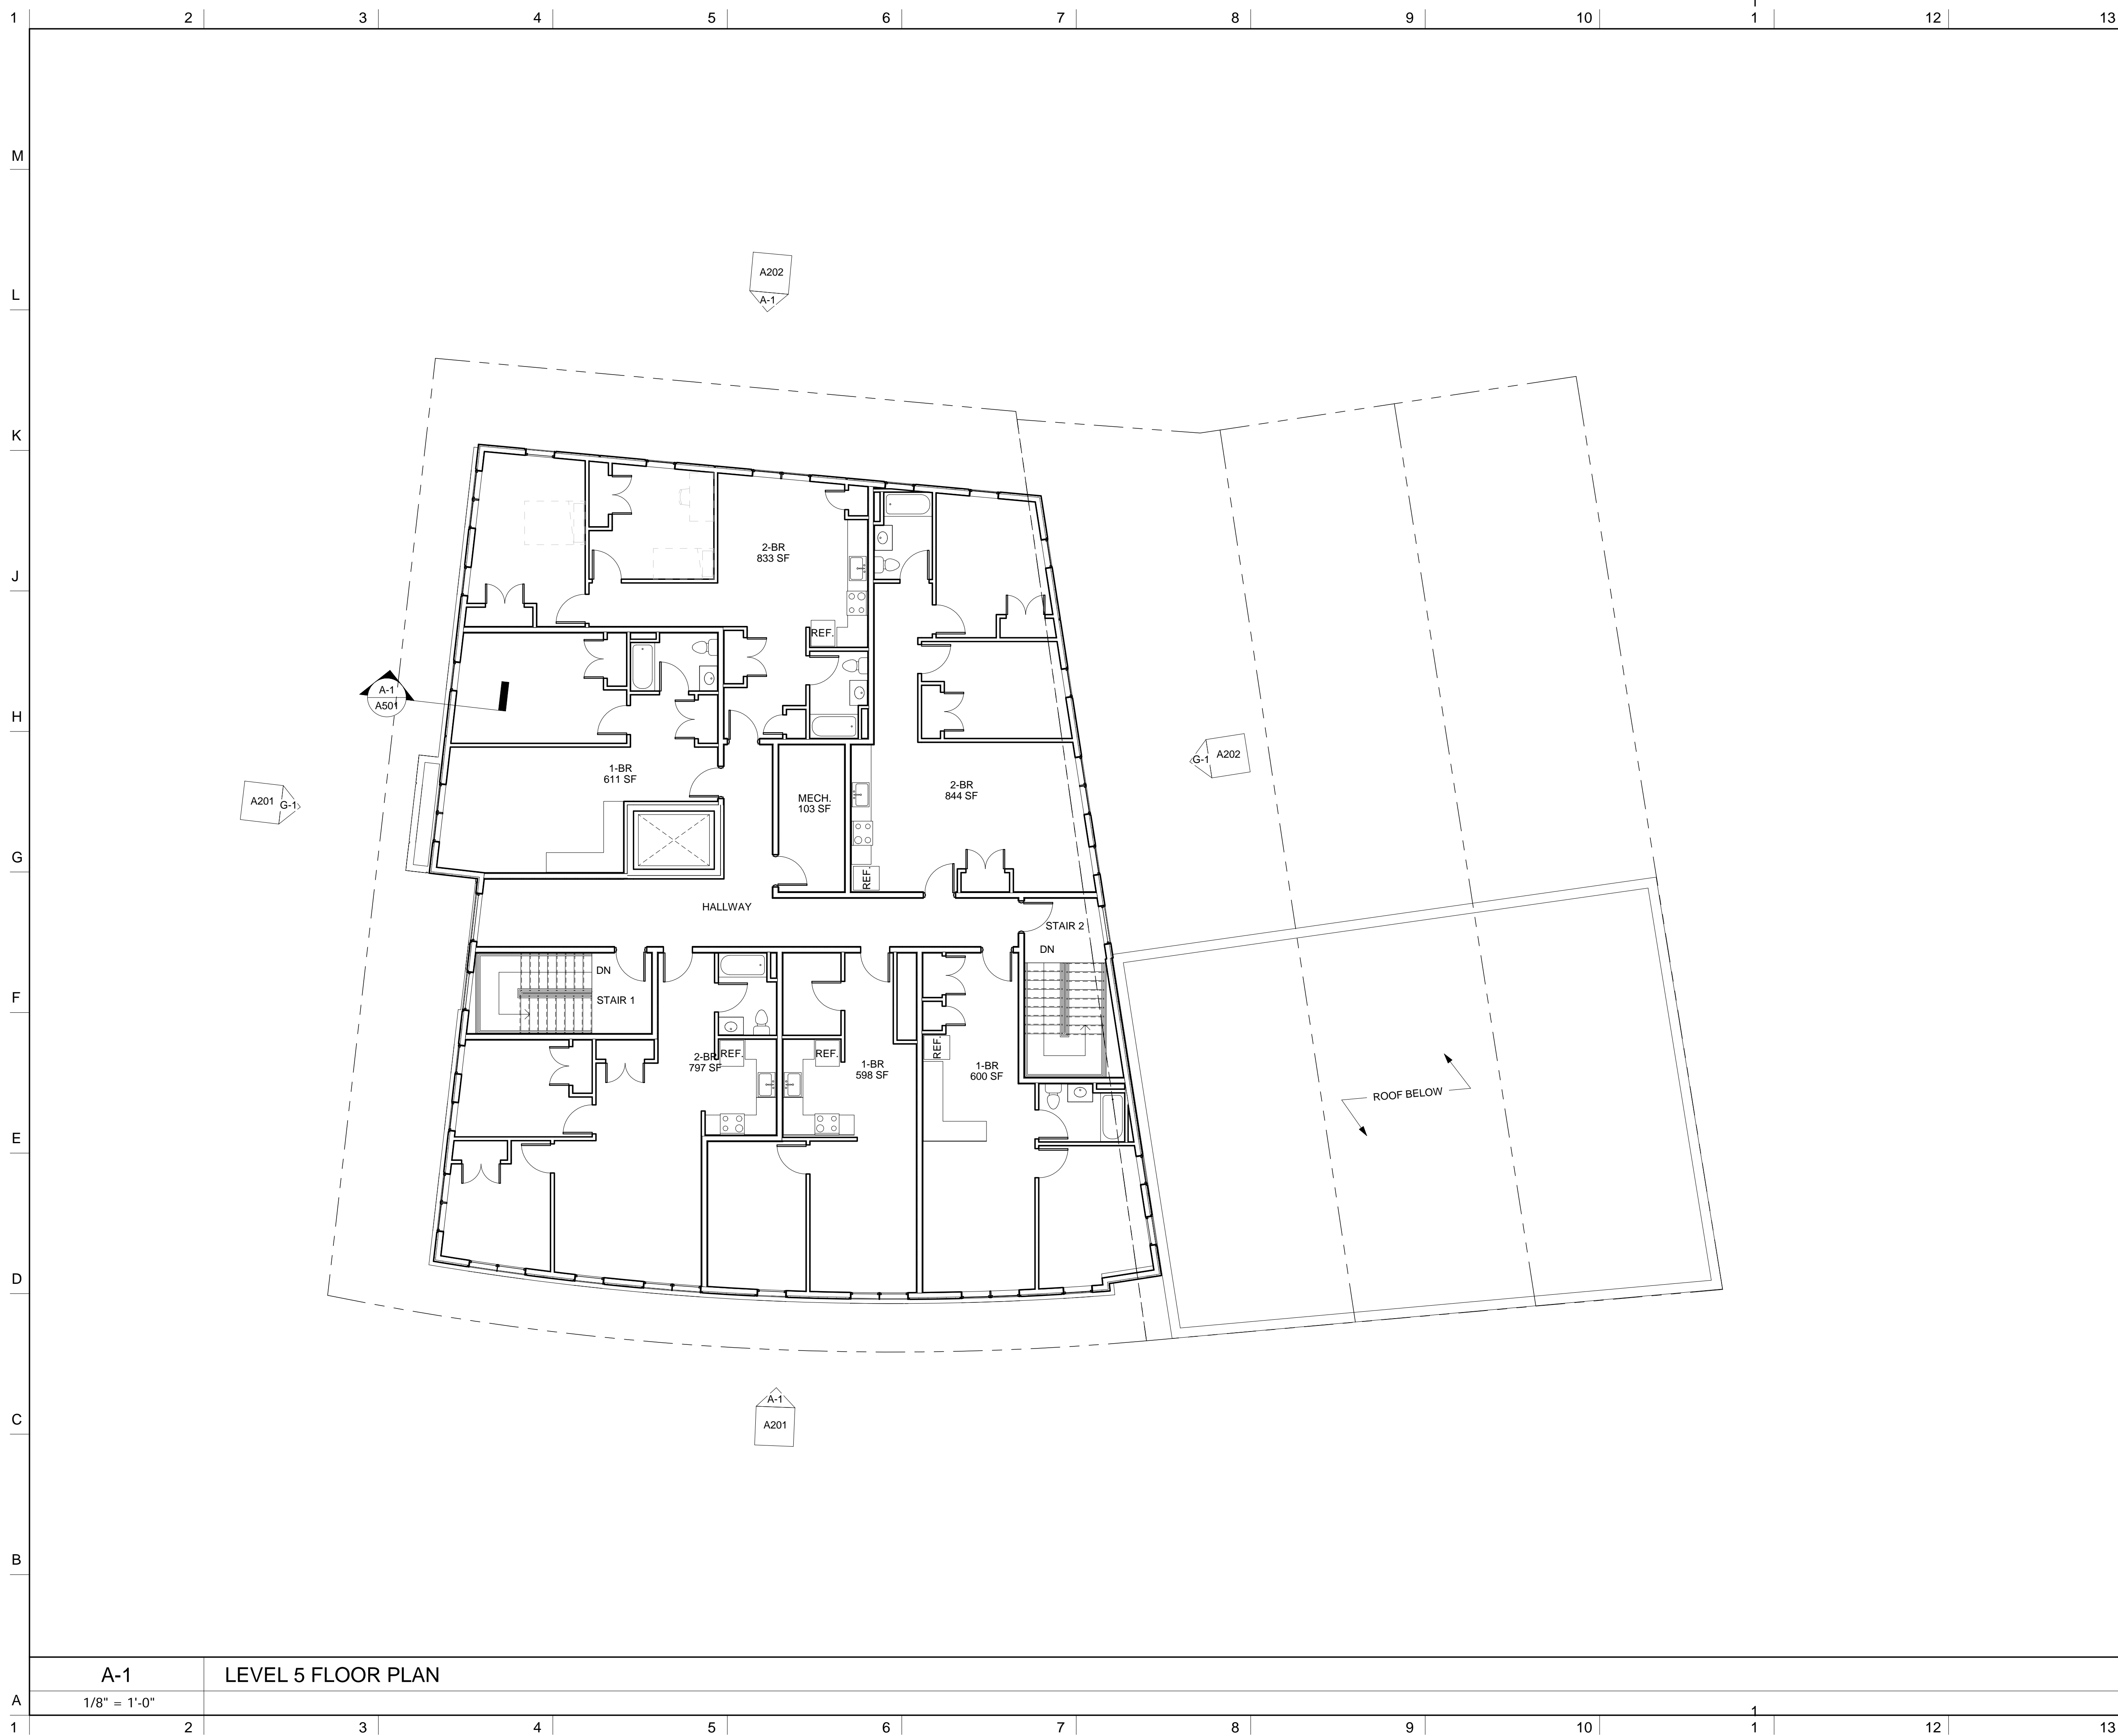 1 2 3 4 5 6 7 8 9 10 1 12 13
1
M
L
K
J
H
G
F
E
D
C
B
A
A202
A-1
2-BR
833 SF
REF.
A-1
A501
1-BR
611 SF
MECH.
103 SF
2-BR
844 SF
G-1
A202
A201
G-1
REF.
HALLWAY
STAIR 2
DN
DN
STAIR 1
2-BR
797 SF
REF.
REF.
1-BR
598 SF
REF.
1-BR
600 SF
ROOF BELOW
A-1
A201
A-1
LEVEL 5 FLOOR PLAN
1/8" = 1'-0"
1
1 2 3 4 5 6 7 8 9 10 1 12 13